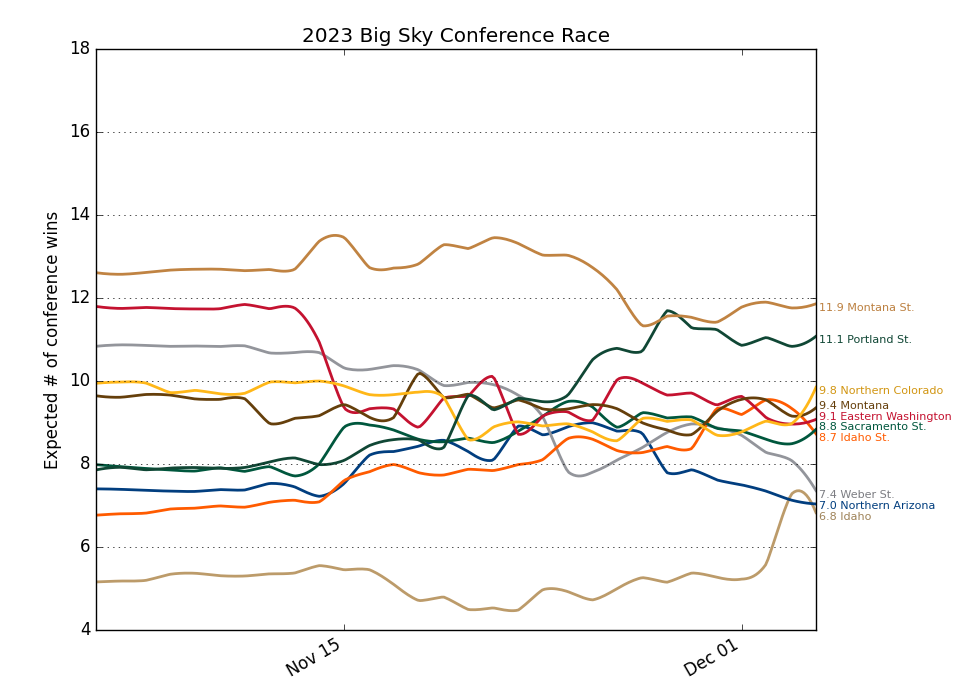 2023 Big Sky Conference Race
Expected # of conference wins
18
16
14
12
10
8
6
4
Nov 15
Dec 01
11.9 Montana St.
11.1 Portland St.
9.8 Northern Colorado
9.4 Montana
9.1 Eastern Washington
8.8 Sacramento St.
8.7 Idaho St.
7.4 Weber St.
7.0 Northern Arizona
6.8 Idaho